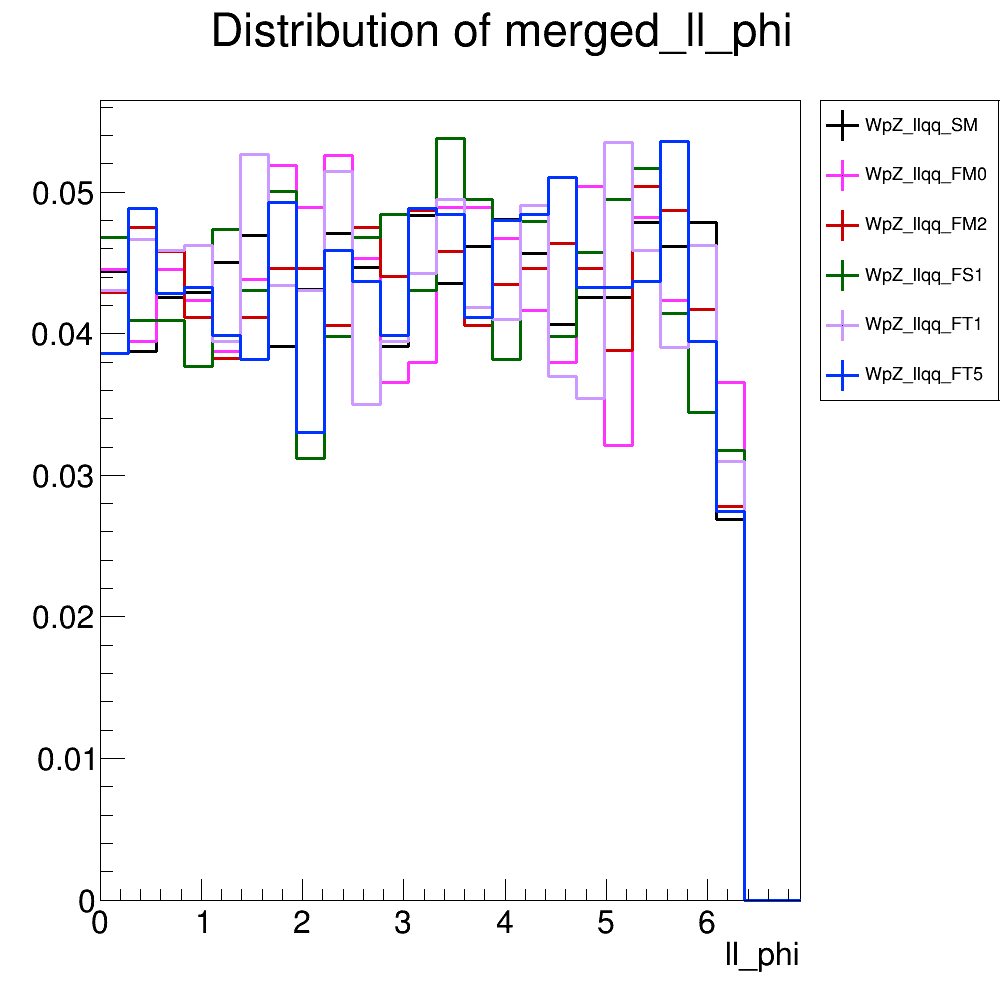 Distribution of merged_ll_phi
0.05
0.04
0.03
0.02
0.01
0
0 1 2 3 4 5 6
ll_phi
WpZ_llqq_SM
WpZ_llqq_FM0
WpZ_llqq_FM2
WpZ_llqq_FS1
WpZ_llqq_FT1
WpZ_llqq_FT5